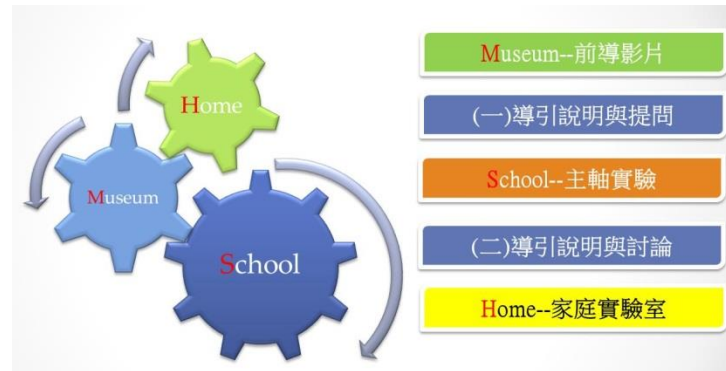 Home
Museum
School
Museum--前導影片
(一)導引說明與提問
School--主軸實驗
(二)導引說明與討論
Home--家庭實驗室